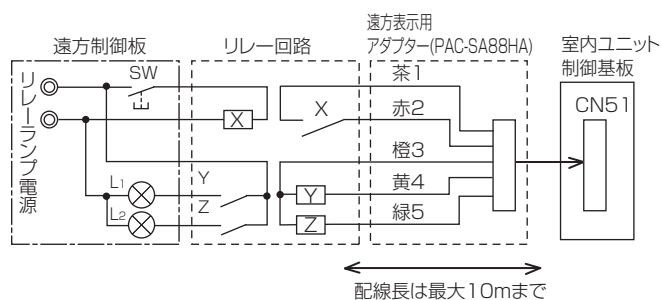 遠方制御板
リレー回路
遠方表示用
アダプター(PAC-SA88HA)
室内ユニット
制御基板
リレーランプ電源
SW
X
X
茶1
赤2
橙3
黄4
緑5
CN51
L1
L2
Y
Z
Y
Z
配線長は最大10mまで